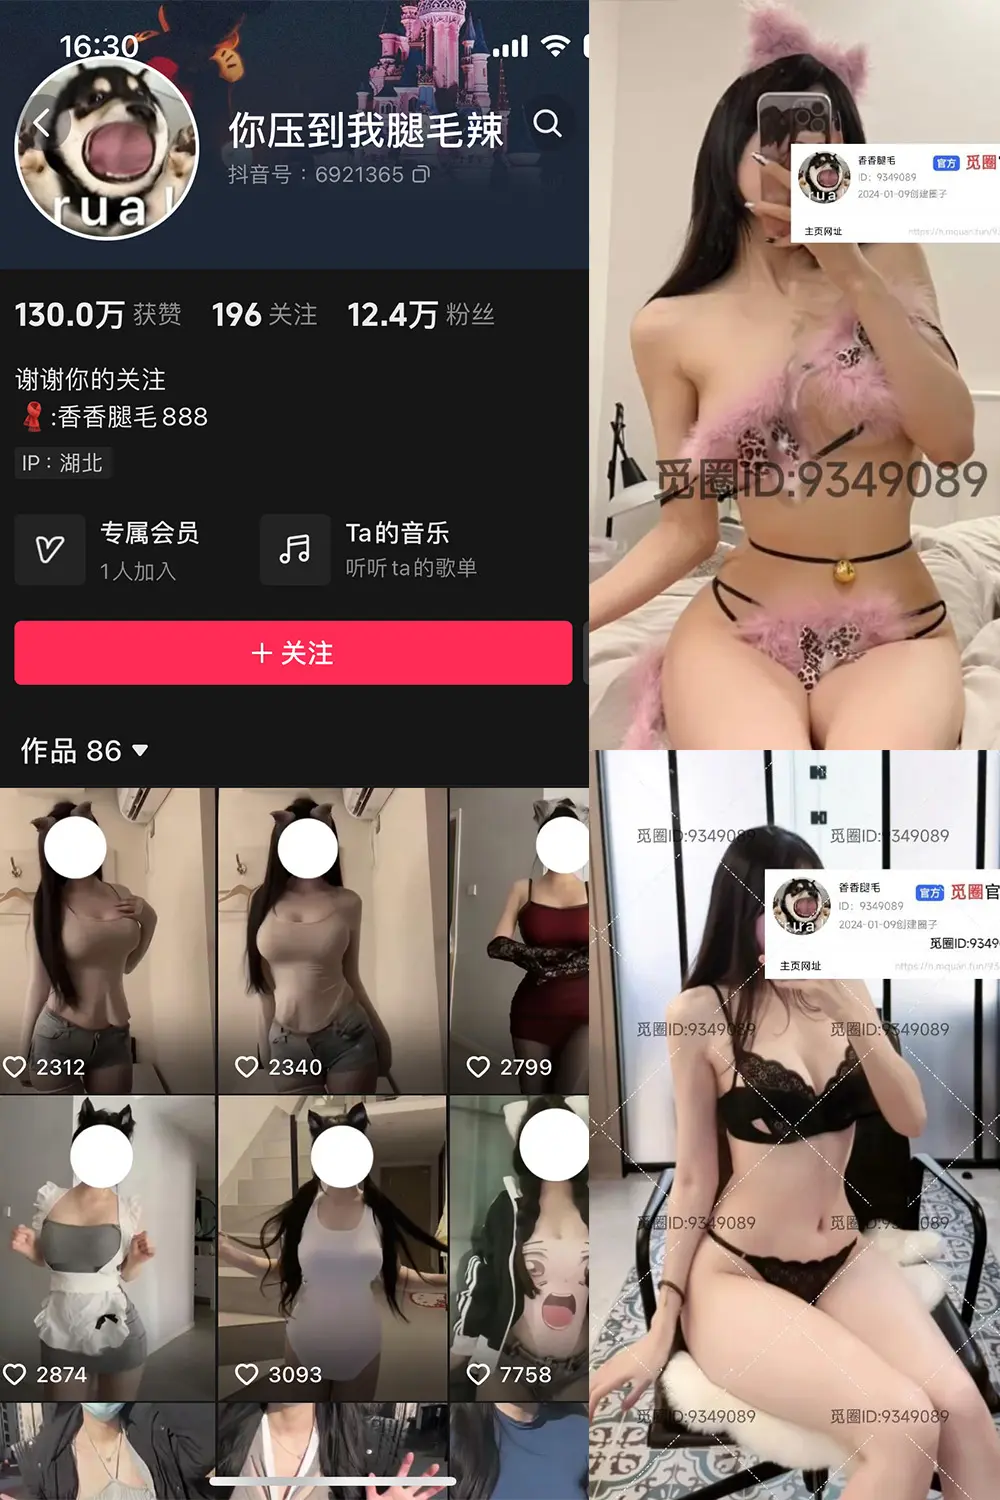 16:30
rua!
你压到我腿毛辣
抖音号：6921365
130.0万 获赞 196 关注 12.4万 粉丝
谢谢你的关注
:香香腿毛888
IP：湖北
专属会员
1人加入
Ta的音乐
听听ta的歌单
＋关注
作品 86
2312
2340
2799
2874
3093
7758
香香腿毛
官方 觅圈
ID：9349089
2024-01-09创建圈子
rua
主页网址
https://h.mquan.fun/93
觅圈ID:9349089
觅圈ID:9349089 觅圈ID:9349089
香香腿毛
官方 觅圈官
ID：9349089
2024-01-09创建圈子
rua
觅圈ID:9349
主页网址
https://h.mquan.fun/93
觅圈ID:9349089 觅圈ID:9349089
觅圈ID:9349089 觅圈ID:9349089
觅圈ID:9349089 觅圈ID:9349089